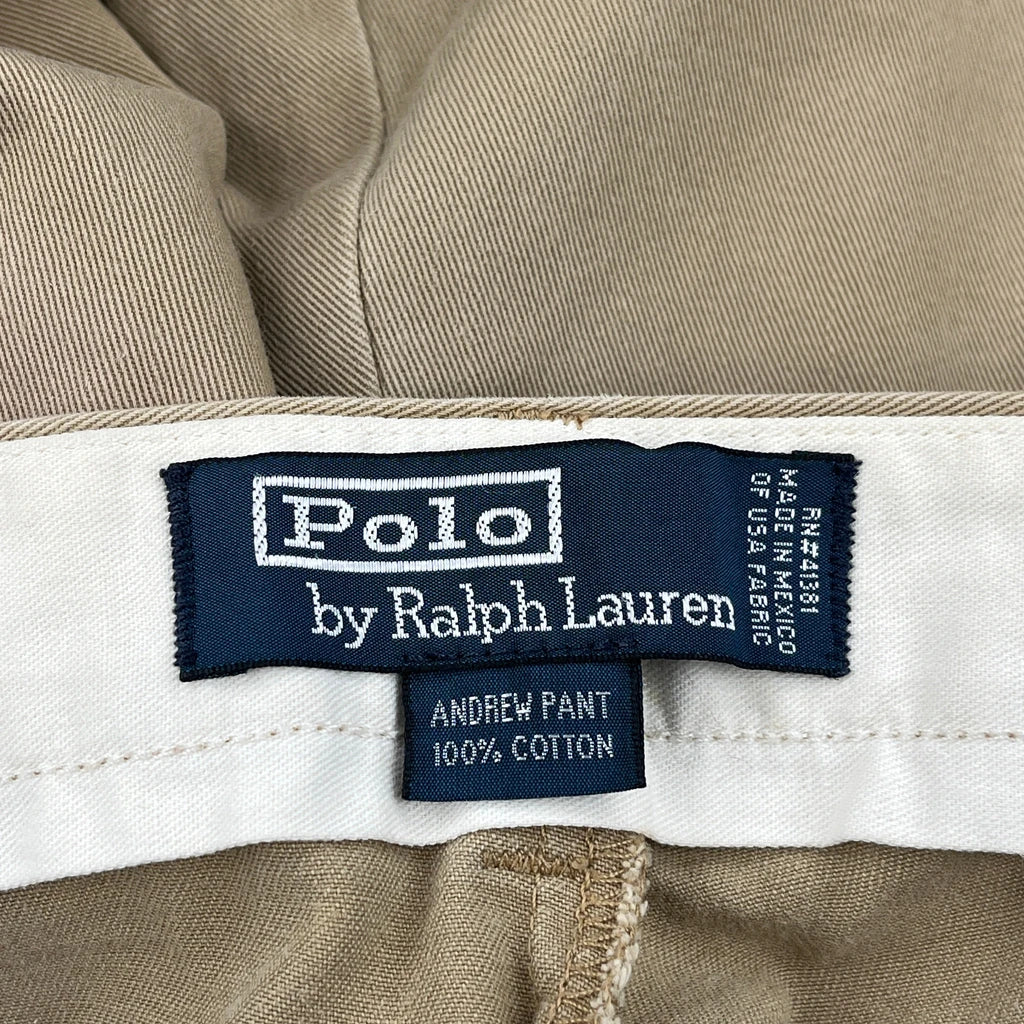 Polo
by Ralph Lauren
RN#41381
MADE IN MEXICO
OF USA FABRIC
ANDREW PANT
100% COTTON